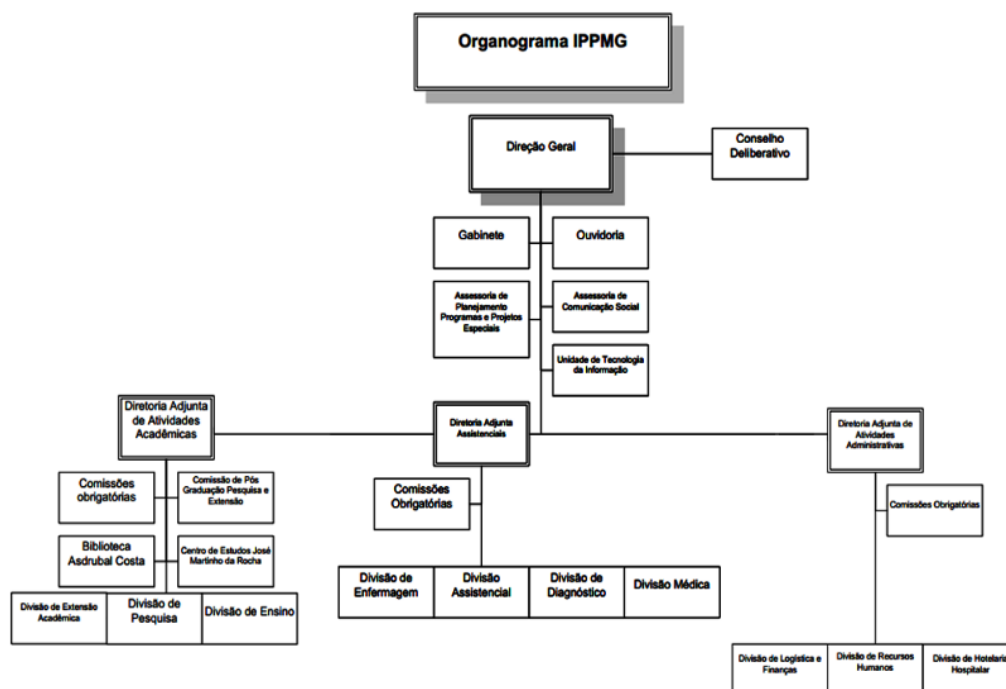 Organograma IPPMG
Direção Geral
Conselho
Deliberativo
Gabinete
Ouvidoria
Assessoria de
Planejamento
Programas e Projetos
Especiais
Assessoria de
Comunicação Social
Unidade de Tecnologia
da Informação
Diretoria Adjunta
de Atividades
Acadêmicas
Diretoria Adjunta
Assistenciais
Diretoria Adjunta de
Atividades
Administrativas
Comissões
obrigatórias
Comissão de Pós
Graduação Pesquisa e
Extensão
Comissões
Obrigatórias
Comissões Obrigatórias
Biblioteca
Asdrubal Costa
Centro de Estudos José
Martinho da Rocha
Divisão de Extensão
Acadêmica
Divisão de
Pesquisa
Divisão de Ensino
Divisão de
Enfermagem
Divisão
Assistencial
Divisão de
Diagnóstico
Divisão Médica
Divisão de Logística e
Finanças
Divisão de Recursos
Humanos
Divisão de Hotelaria
Hospitalar